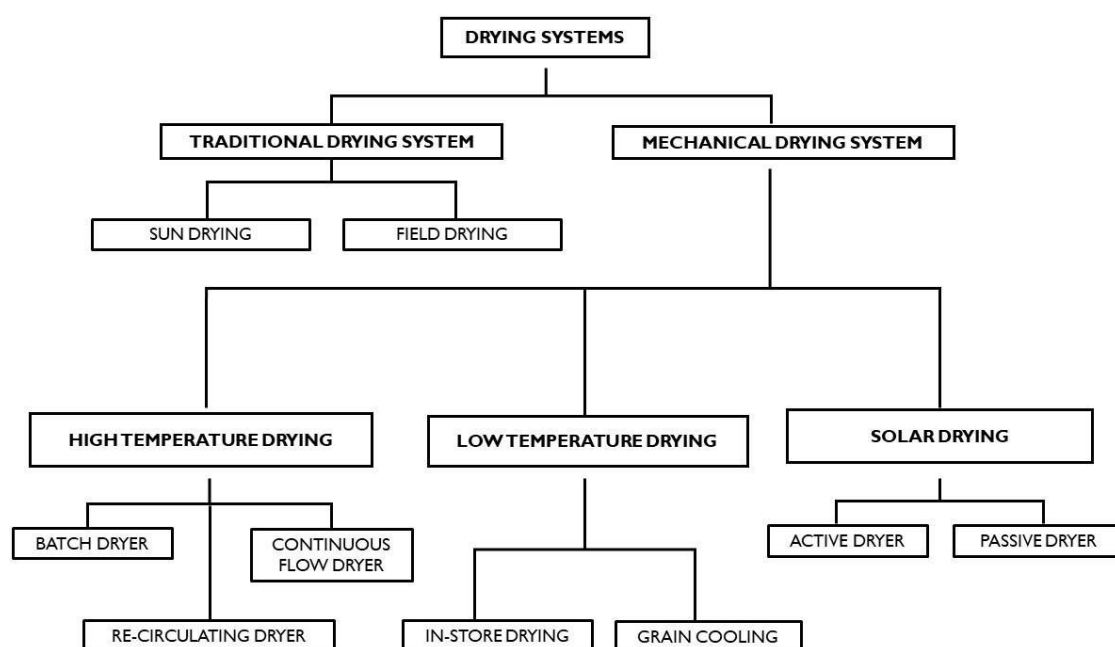 DRYING SYSTEMS
TRADITIONAL DRYING SYSTEM
MECHANICAL DRYING SYSTEM
SUN DRYING
FIELD DRYING
HIGH TEMPERATURE DRYING
LOW TEMPERATURE DRYING
SOLAR DRYING
BATCH DRYER
CONTINUOUS
FLOW DRYER
ACTIVE DRYER
PASSIVE DRYER
RE-CIRCULATING DRYER
IN-STORE DRYING
GRAIN COOLING